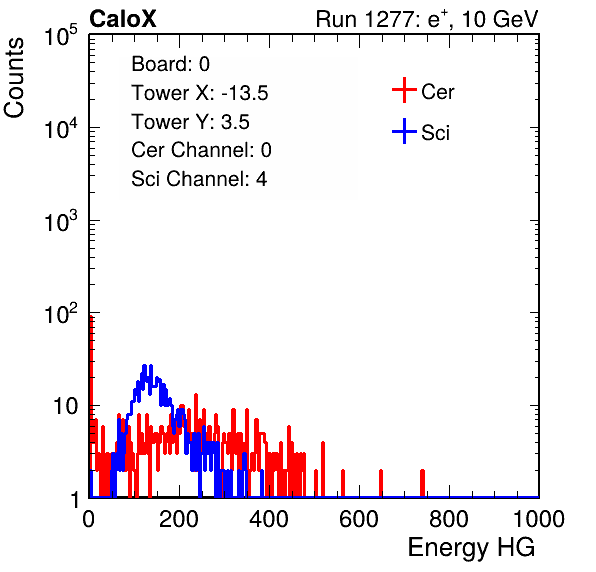 CaloX Run 1277: e⁺, 10 GeV
Counts
10⁵
10⁴
10³
10²
10
1
Board: 0
Tower X: -13.5
Tower Y: 3.5
Cer Channel: 0
Sci Channel: 4
Cer
Sci
0 200 400 600 800 1000
Energy HG